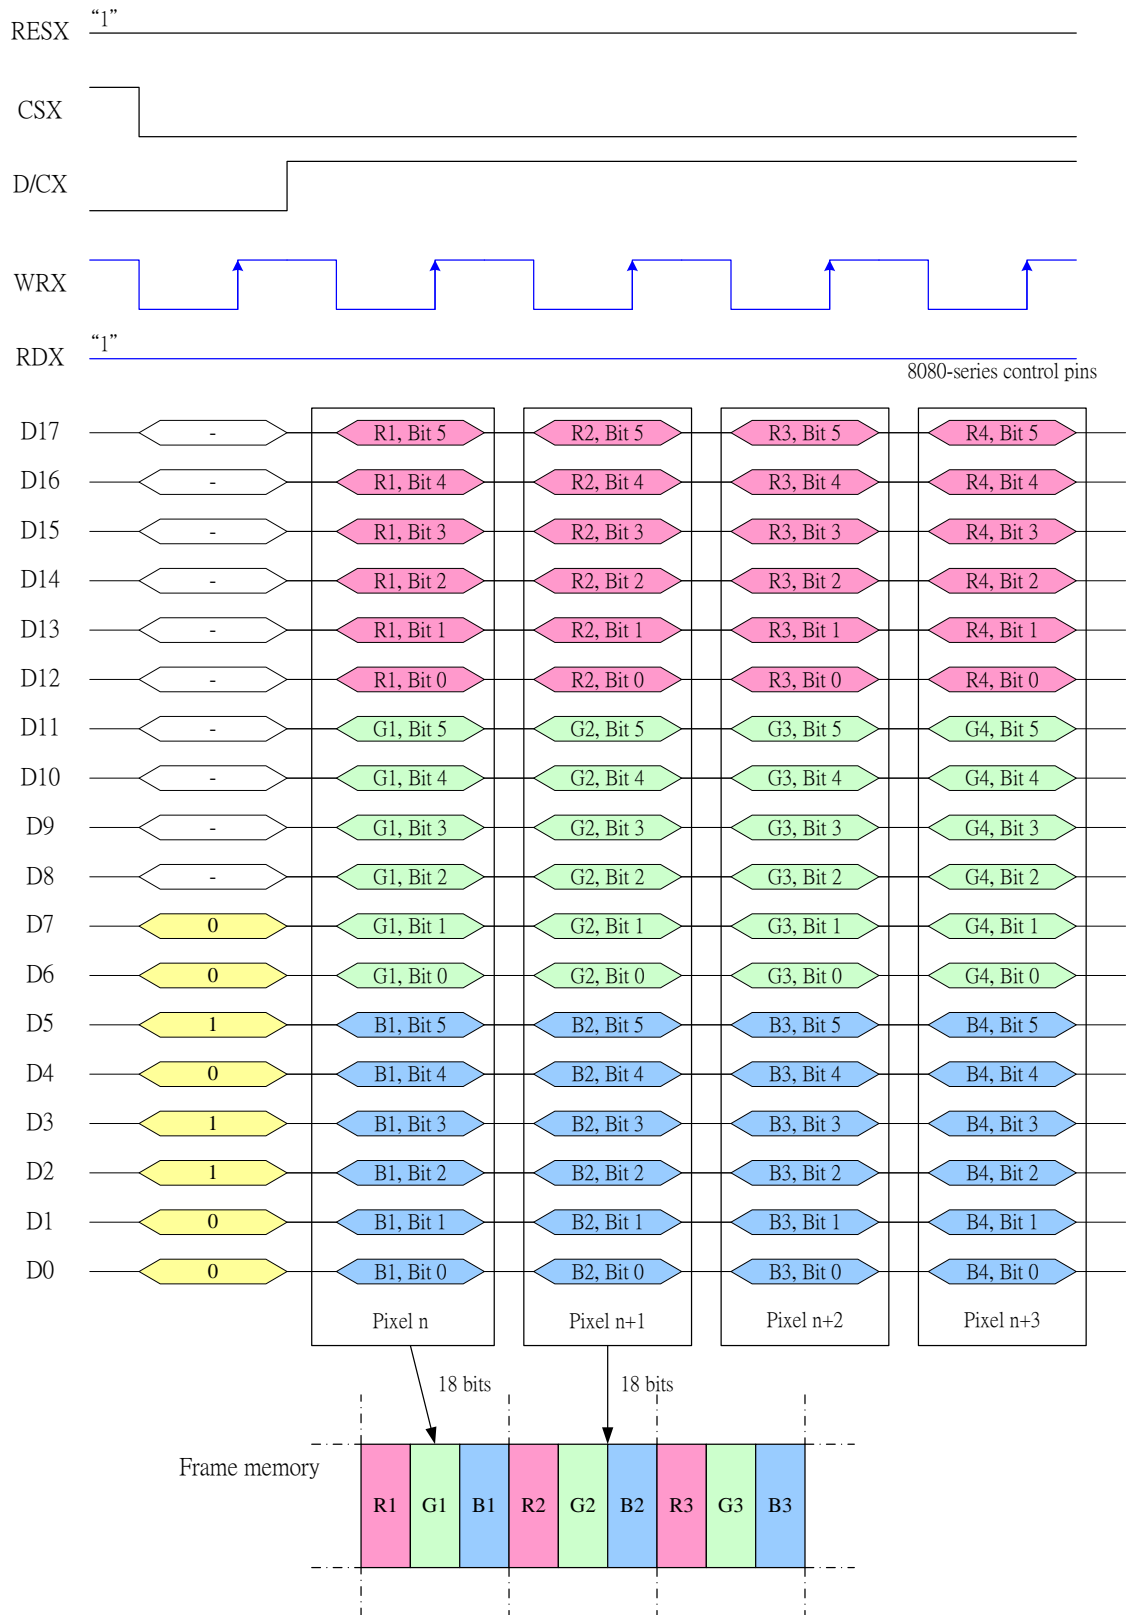 RESX “1”
CSX
D/CX
WRX
RDX “1”
8080-series control pins
D17 - R1, Bit 5 R2, Bit 5 R3, Bit 5 R4, Bit 5
D16 - R1, Bit 4 R2, Bit 4 R3, Bit 4 R4, Bit 4
D15 - R1, Bit 3 R2, Bit 3 R3, Bit 3 R4, Bit 3
D14 - R1, Bit 2 R2, Bit 2 R3, Bit 2 R4, Bit 2
D13 - R1, Bit 1 R2, Bit 1 R3, Bit 1 R4, Bit 1
D12 - R1, Bit 0 R2, Bit 0 R3, Bit 0 R4, Bit 0
D11 - G1, Bit 5 G2, Bit 5 G3, Bit 5 G4, Bit 5
D10 - G1, Bit 4 G2, Bit 4 G3, Bit 4 G4, Bit 4
D9 - G1, Bit 3 G2, Bit 3 G3, Bit 3 G4, Bit 3
D8 - G1, Bit 2 G2, Bit 2 G3, Bit 2 G4, Bit 2
D7 0 G1, Bit 1 G2, Bit 1 G3, Bit 1 G4, Bit 1
D6 0 G1, Bit 0 G2, Bit 0 G3, Bit 0 G4, Bit 0
D5 1 B1, Bit 5 B2, Bit 5 B3, Bit 5 B4, Bit 5
D4 0 B1, Bit 4 B2, Bit 4 B3, Bit 4 B4, Bit 4
D3 1 B1, Bit 3 B2, Bit 3 B3, Bit 3 B4, Bit 3
D2 1 B1, Bit 2 B2, Bit 2 B3, Bit 2 B4, Bit 2
D1 0 B1, Bit 1 B2, Bit 1 B3, Bit 1 B4, Bit 1
D0 0 B1, Bit 0 B2, Bit 0 B3, Bit 0 B4, Bit 0
Pixel n Pixel n+1 Pixel n+2 Pixel n+3
18 bits 18 bits
Frame memory
R1 G1 B1 R2 G2 B2 R3 G3 B3